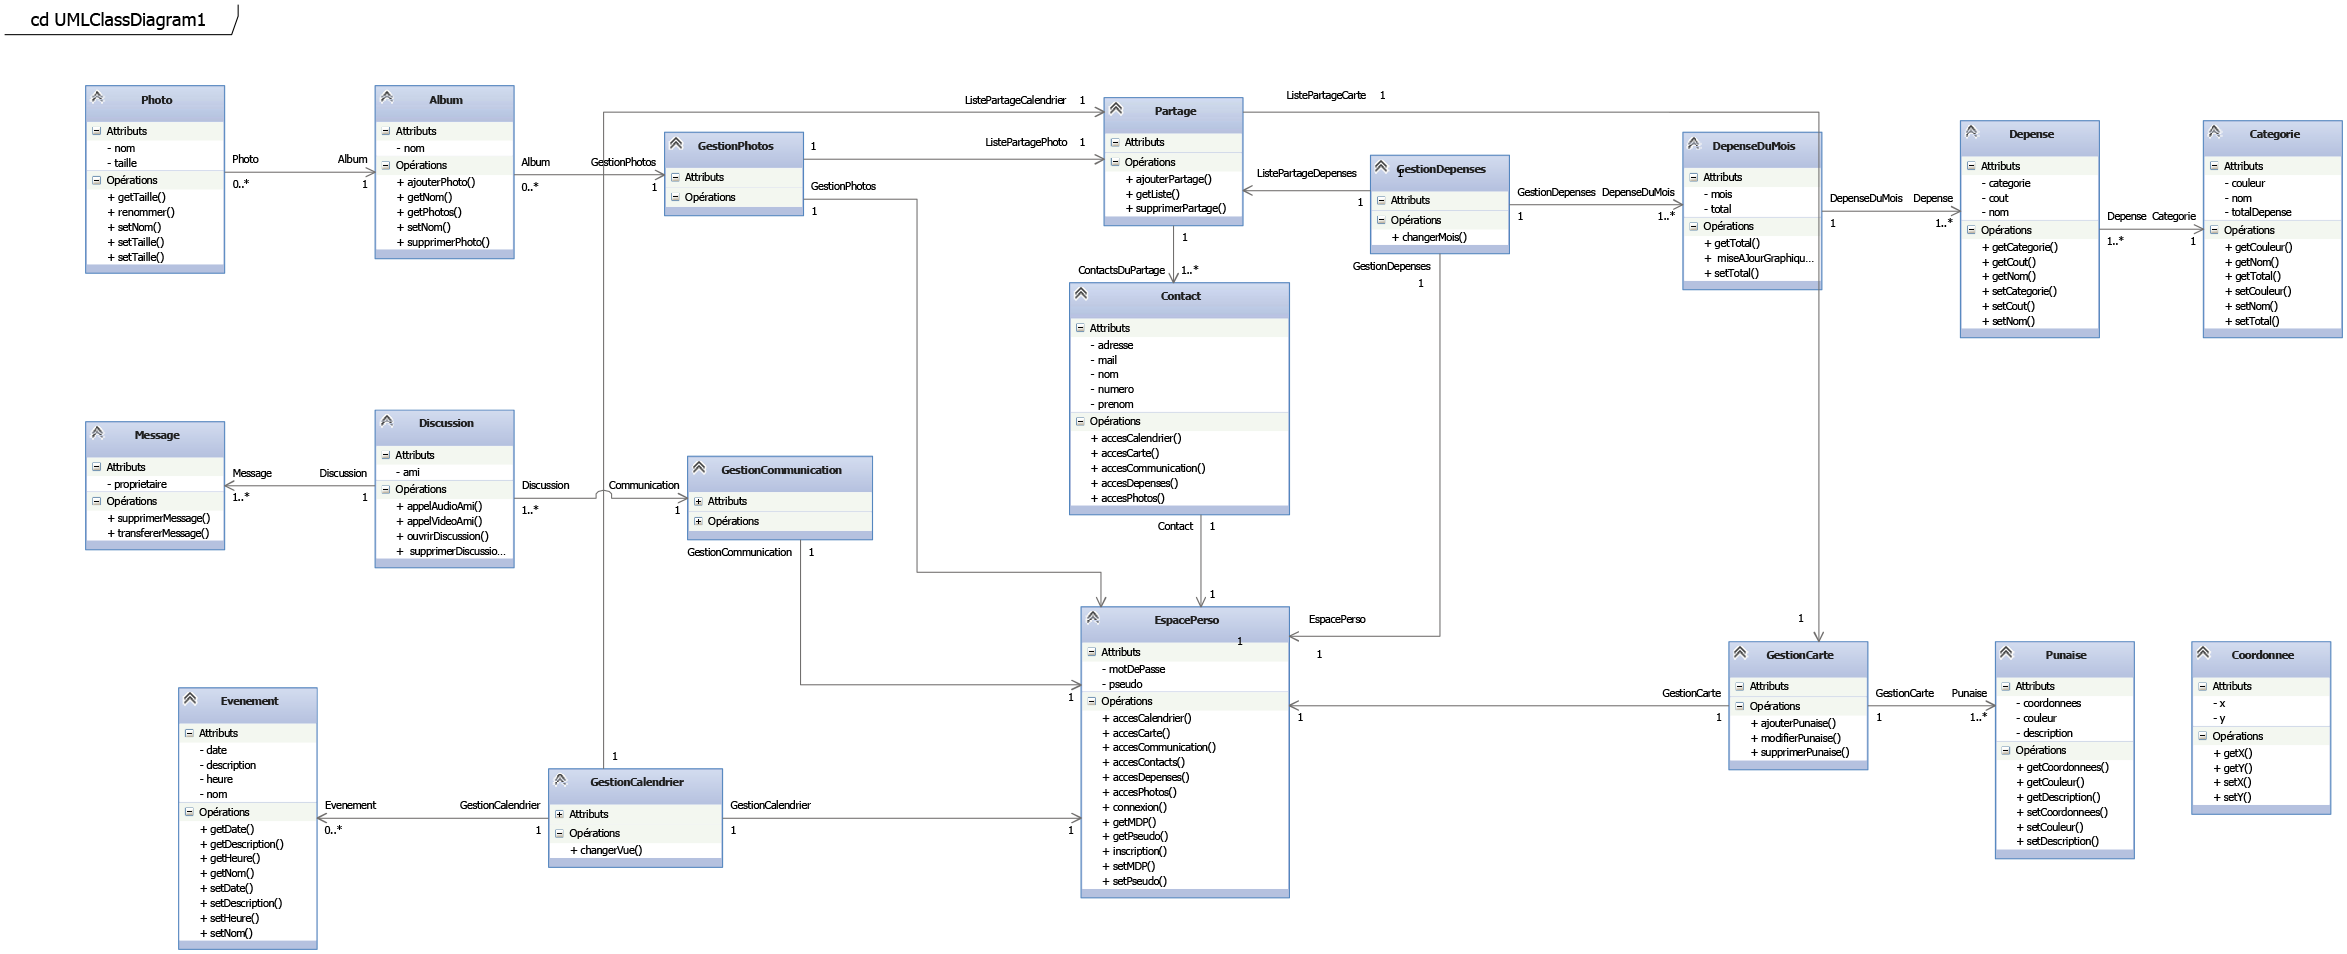 cd UMLClassDiagram1
Photo
Attributs
- nom
- taille
Opérations
+ getTaille()
+ renommer()
+ setNom()
+ setTaille()
+ setTaille()
Photo
0..*
Album
1
Album
Attributs
- nom
Opérations
+ ajouterPhoto()
+ getNom()
+ getPhotos()
+ setNom()
+ supprimerPhoto()
Album
0..*
GestionPhotos
1
GestionPhotos
Attributs
Opérations
1
ListePartagePhoto 1
GestionPhotos
1
ListePartageCalendrier 1
Partage
Attributs
Opérations
+ ajouterPartage()
+ getListe()
+ supprimerPartage()
ListePartageCarte 1
ListePartageDepenses
1
1
GestionDepenses
Attributs
Opérations
+ changerMois()
GestionDepenses
1
GestionDepenses
1
DepenseDuMois
1..*
DepenseDuMois
Attributs
- mois
- total
Opérations
+ getTotal()
+ miseAJourGraphiqu...
+ setTotal()
DepenseDuMois
1
Depense
1..*
Depense
Attributs
- categorie
- cout
- nom
Opérations
+ getCategorie()
+ getCout()
+ getNom()
+ setCategorie()
+ setCout()
+ setNom()
Depense
1..*
Categorie
1
Categorie
Attributs
- couleur
- nom
- totalDepense
Opérations
+ getCouleur()
+ getNom()
+ getTotal()
+ setCouleur()
+ setNom()
+ setTotal()
1
ContactsDuPartage
1..*
Contact
Attributs
- adresse
- mail
- nom
- numero
- prenom
Opérations
+ accesCalendrier()
+ accesCarte()
+ accesCommunication()
+ accesDepenses()
+ accesPhotos()
Contact
1
1
Message
Attributs
- proprietaire
Opérations
+ supprimerMessage()
+ transfererMessage()
Message
1..*
Discussion
1
Discussion
Attributs
- ami
Opérations
+ appelAudioAmi()
+ appelVideoAmi()
+ ouvrirDiscussion()
+ supprimerDiscussio...
Discussion
1..*
Communication
1
GestionCommunication
Attributs
Opérations
GestionCommunication
1
1
EspacePerso
1
Attributs
- motDePasse
- pseudo
Opérations
+ accesCalendrier()
+ accesCarte()
+ accesCommunication()
+ accesContacts()
+ accesDepenses()
+ accesPhotos()
+ connexion()
+ getMDP()
+ getPseudo()
+ inscription()
+ setMDP()
+ setPseudo()
EspacePerso
1
Evenement
Attributs
- date
- description
- heure
- nom
Opérations
+ getDate()
+ getDescription()
+ getHeure()
+ getNom()
+ setDate()
+ setDescription()
+ setHeure()
+ setNom()
Evenement
0..*
GestionCalendrier
1
1
GestionCalendrier
Attributs
Opérations
+ changerVue()
GestionCalendrier
1
1
1
GestionCarte
1
1
GestionCarte
Attributs
Opérations
+ ajouterPunaise()
+ modifierPunaise()
+ supprimerPunaise()
GestionCarte
1
Punaise
1..*
Punaise
Attributs
- coordonnees
- couleur
- description
Opérations
+ getCoordonnees()
+ getCouleur()
+ getDescription()
+ setCoordonnees()
+ setCouleur()
+ setDescription()
Coordonnee
Attributs
- x
- y
Opérations
+ getX()
+ getY()
+ setX()
+ setY()